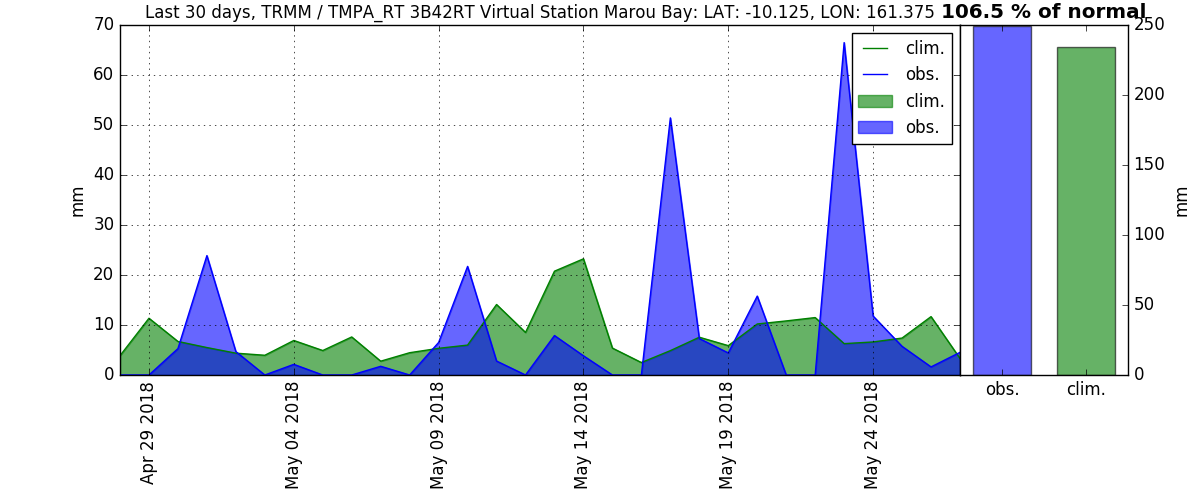 Last 30 days, TRMM / TMPA_RT 3B42RT Virtual Station Marou Bay: LAT: -10.125, LON: 161.375 106.5 % of normal
70
60
50
40
30
20
10
0
mm
clim.
obs.
clim.
obs.
Apr 29 2018
May 04 2018
May 09 2018
May 14 2018
May 19 2018
May 24 2018
250
200
150
100
50
0
mm
obs.
clim.